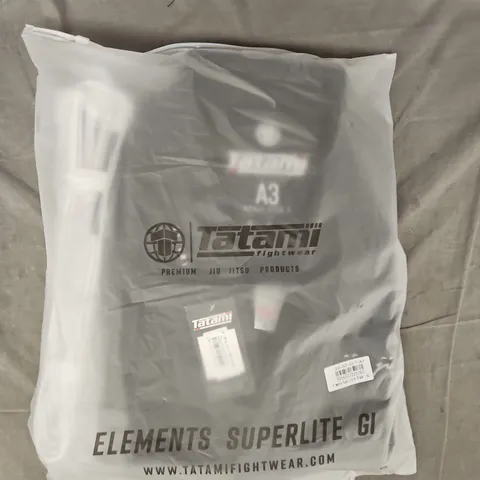 Tatami
A3
Tatami
fightwear
PREMIUM JIU JITSU PRODUCTS
Tatami
ELEMENTS SUPERLITE GI
WWW.TATAMIFIGHTWEAR.COM